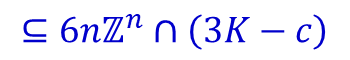 ⊆ 6nℤⁿ ∩ (3K − c)